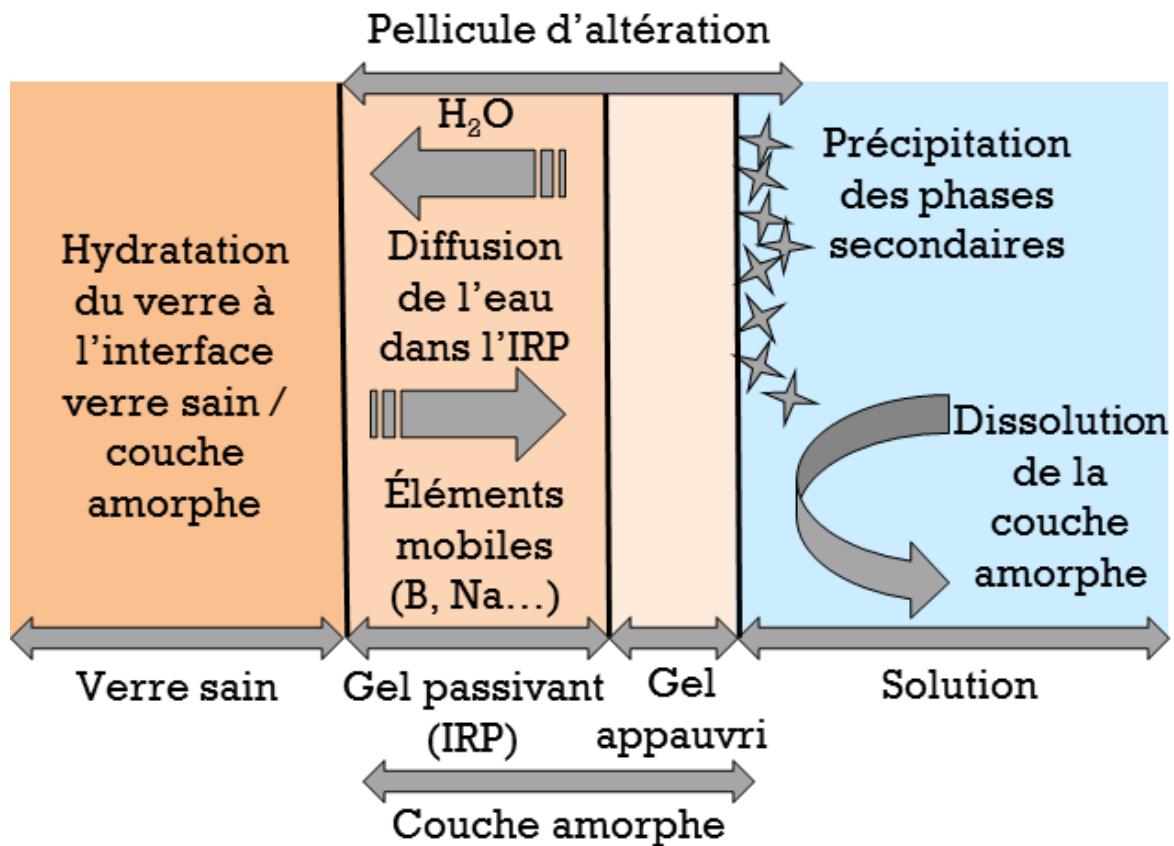 Pellicule d’altération
H₂O
Diffusion
de l’eau
dans l’IRP
Éléments
mobiles
(B, Na…)
Hydratation
du verre à
l’interface
verre sain /
couche
amorphe
Précipitation
des phases
secondaires
Dissolution
de la
couche
amorphe
Verre sain
Gel passivant
(IRP)
Gel
appauvri
Solution
Couche amorphe